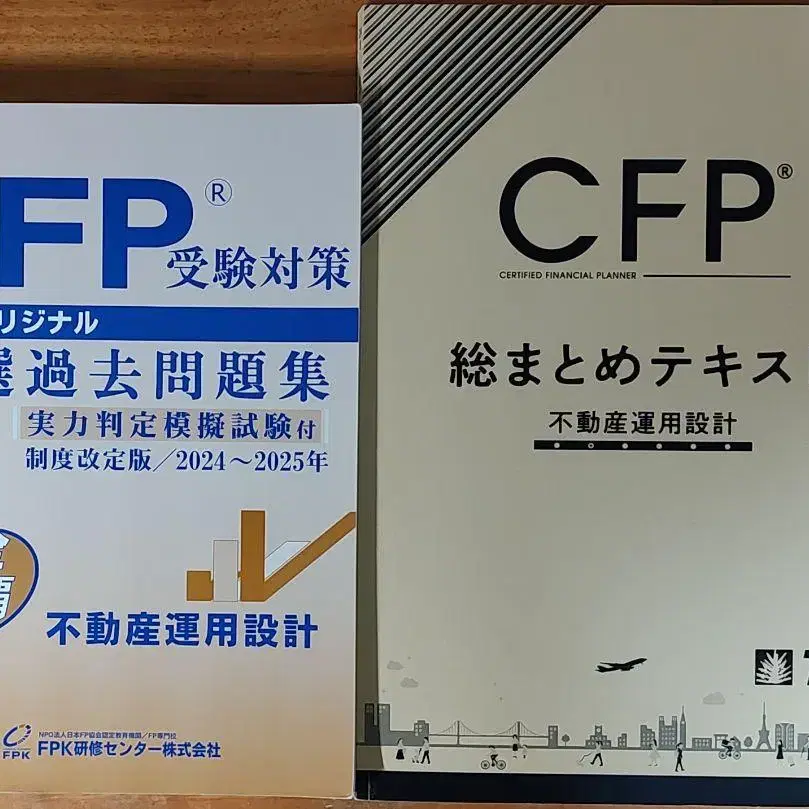 FP®
受験対策
リジナル
選過去問題集
実力判定模擬試験付
制度改定版／2024～2025年
不動産運用設計
NPO法人日本FP協会認定教育機関／FP専門校
FPK
FPK研修センター株式会社
CFP®
CERTIFIED FINANCIAL PLANNER
総まとめテキス
不動産運用設計